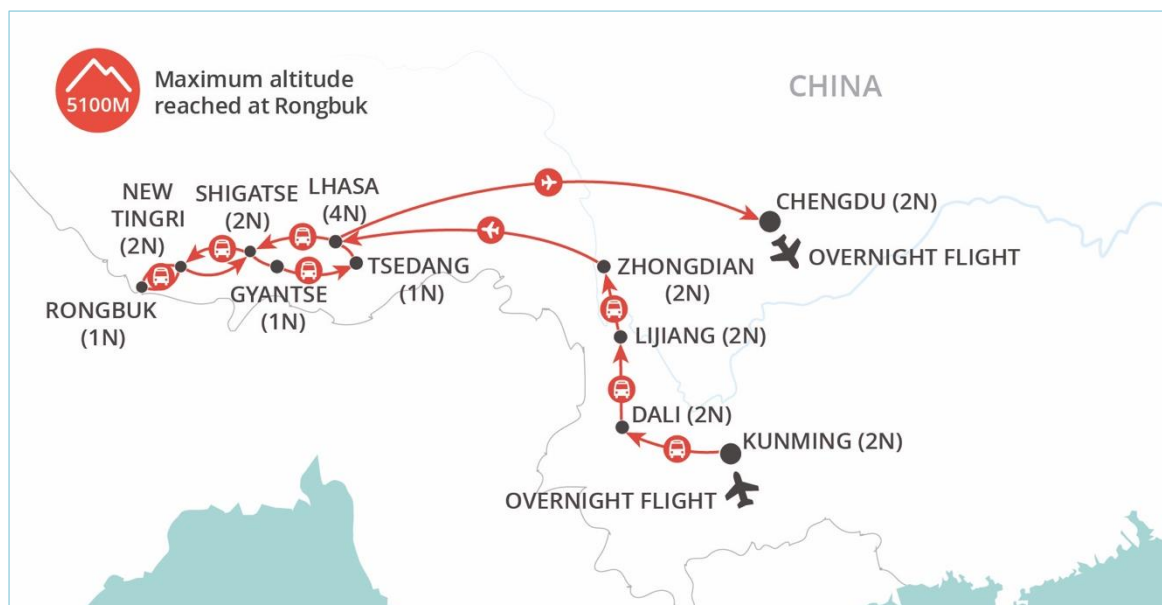 5100M
Maximum altitude
reached at Rongbuk
CHINA
NEW
TINGRI
(2N)
SHIGATSE
(2N)
LHASA
(4N)
CHENGDU (2N)
OVERNIGHT FLIGHT
RONGBUK
(1N)
GYANTSE
(1N)
TSEDANG
(1N)
ZHONGDIAN
(2N)
LIJIANG (2N)
DALI (2N)
KUNMING (2N)
OVERNIGHT FLIGHT